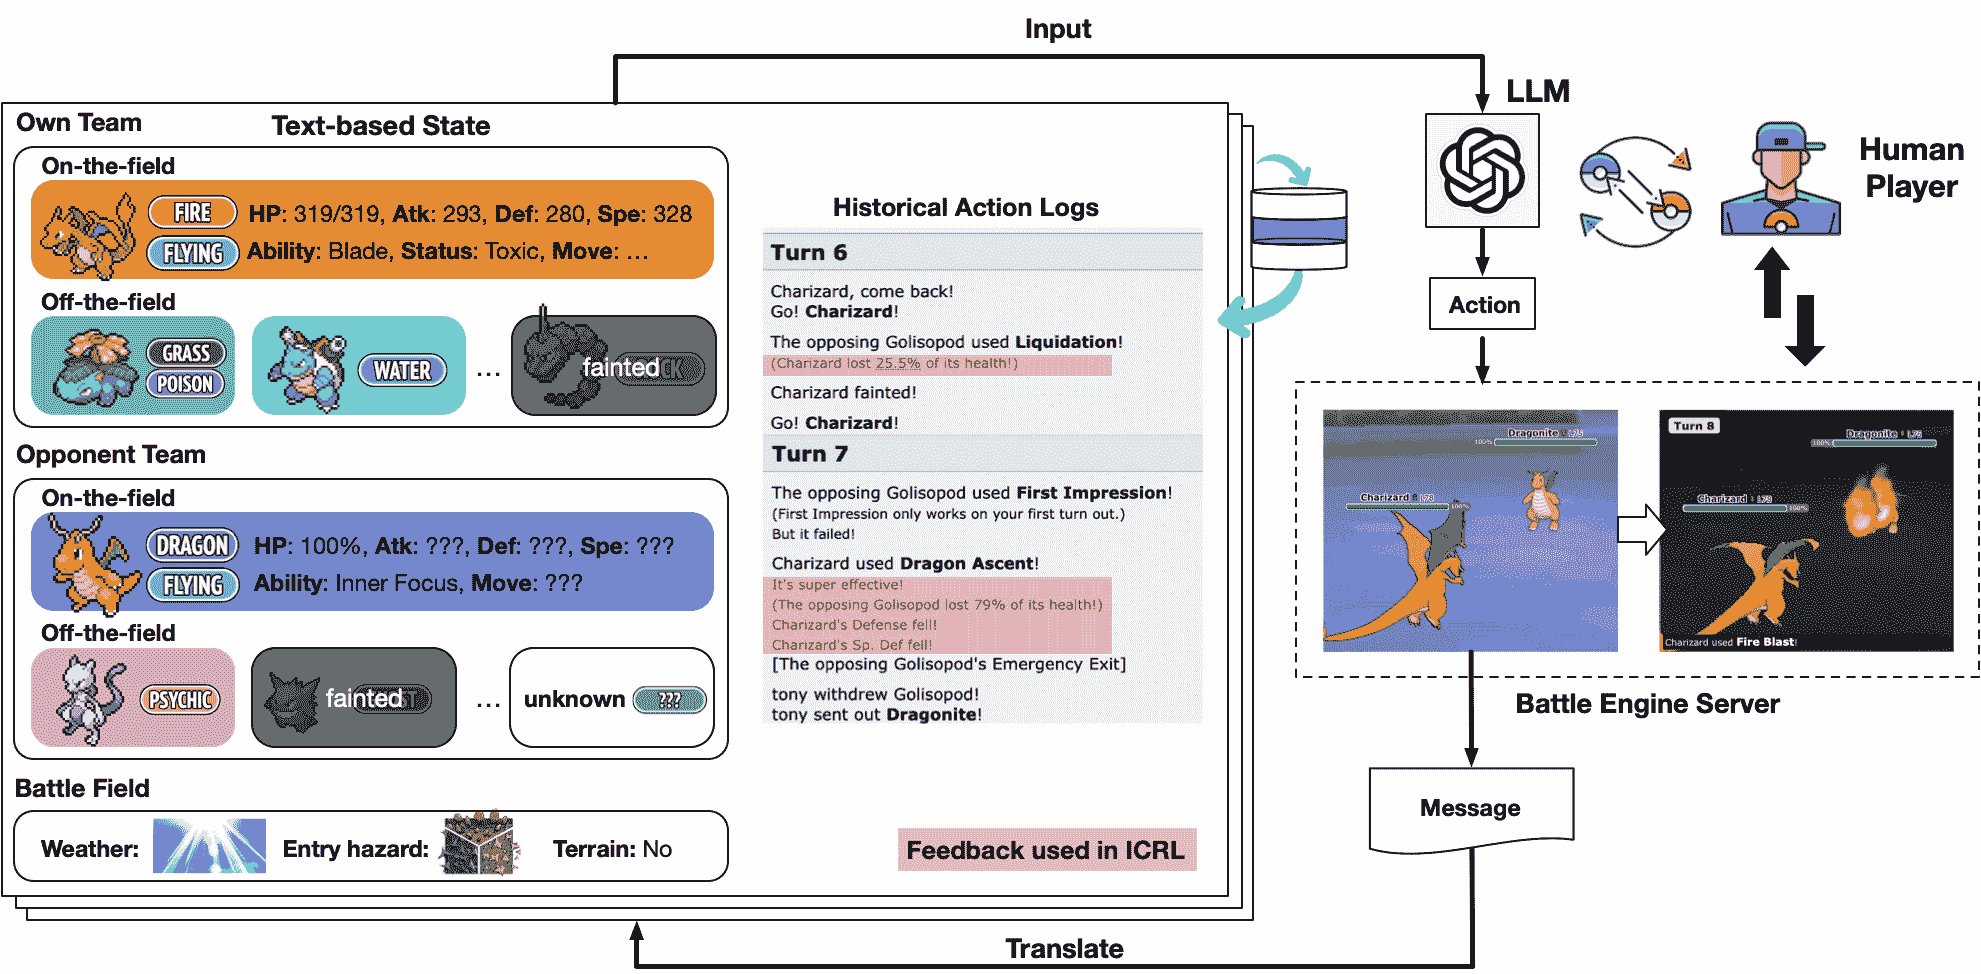 Input
LLM
Human
Player
Own Team
Text-based State
On-the-field
FIRE
HP: 319/319, Atk: 293, Def: 280, Spe: 328
FLYING
Ability: Blade, Status: Toxic, Move: ...
Off-the-field
GRASS
POISON
WATER
...
fainted
Opponent Team
On-the-field
DRAGON
HP: 100%, Atk: ???, Def: ???, Spe: ???
FLYING
Ability: Inner Focus, Move: ???
Off-the-field
PSYCHIC
fainted
...
unknown ???
Battle Field
Weather:
Entry hazard:
Terrain: No
Historical Action Logs
Turn 6
Charizard, come back!
Go! Charizard!
The opposing Golisopod used Liquidation!
(Charizard lost 25.5% of its health!)
Charizard fainted!
Go! Charizard!
Turn 7
The opposing Golisopod used First Impression!
(First Impression only works on your first turn out.)
But it failed!
Charizard used Dragon Ascent!
It's super effective!
(The opposing Golisopod lost 79% of its health!)
Charizard's Defense fell!
Charizard's Sp. Def fell!
[The opposing Golisopod's Emergency Exit]
tony withdrew Golisopod!
tony sent out Dragonite!
Feedback used in ICRL
Action
Dragonite L75
100%
Charizard L78
100%
Turn 8
Dragonite L75
100%
Charizard L78
100%
Charizard used Fire Blast!
Battle Engine Server
Message
Translate